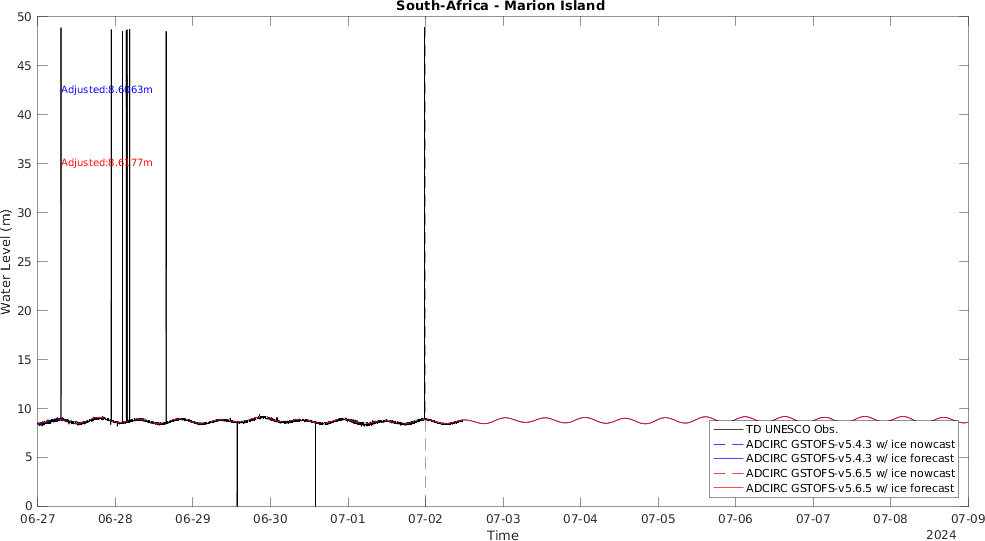 South-Africa - Marion Island
Water Level (m)
50
45
40
35
30
25
20
15
10
5
0
Adjusted:
Adjusted:
TD UNESCO Obs.
ADCIRC GSTOFS-v5.4.3 w/ ice nowcast
ADCIRC GSTOFS-v5.4.3 w/ ice forecast
ADCIRC GSTOFS-v5.6.5 w/ ice nowcast
ADCIRC GSTOFS-v5.6.5 w/ ice forecast
06-27 06-28 06-29 06-30 07-01 07-02 07-03 07-04 07-05 07-06 07-07 07-08 07-09
Time
2024